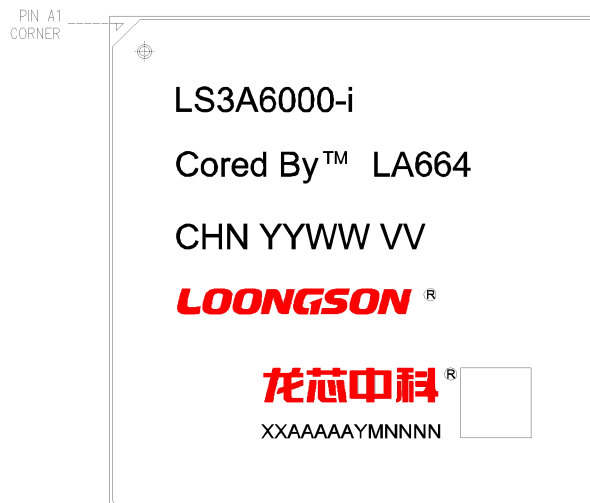 PIN A1
CORNER
LS3A6000-i
Cored By™ LA664
CHN YYWW VV
LOONGSON ®
龙芯中科®
XXAAAAAYMNNNN